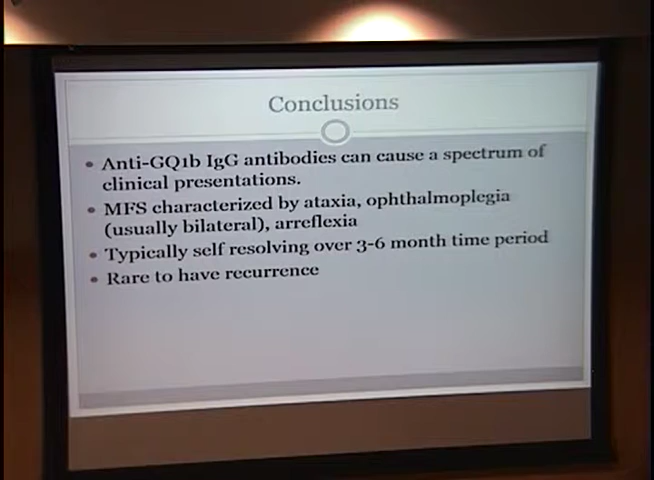 Conclusions
• Anti-GQ1b IgG antibodies can cause a spectrum of
clinical presentations.
• MFS characterized by ataxia, ophthalmoplegia
(usually bilateral), arreflexia
• Typically self resolving over 3-6 month time period
• Rare to have recurrence